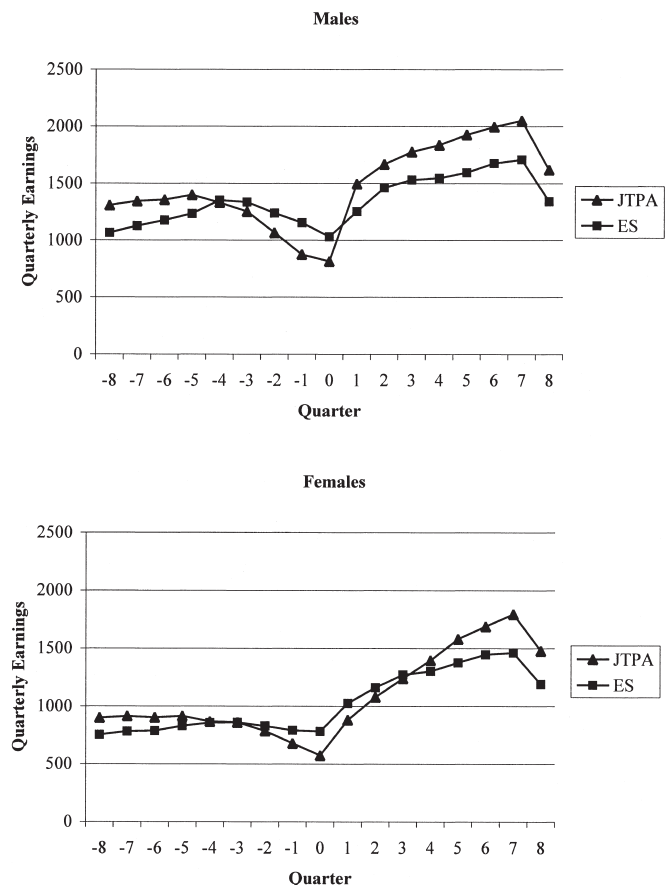 Males
2500
2000
1500
1000
500
0
Quarterly Earnings
-8 -7 -6 -5 -4 -3 -2 -1 0 1 2 3 4 5 6 7 8
Quarter
JTPA
ES
Females
2500
2000
1500
1000
500
0
Quarterly Earnings
-8 -7 -6 -5 -4 -3 -2 -1 0 1 2 3 4 5 6 7 8
Quarter
JTPA
ES